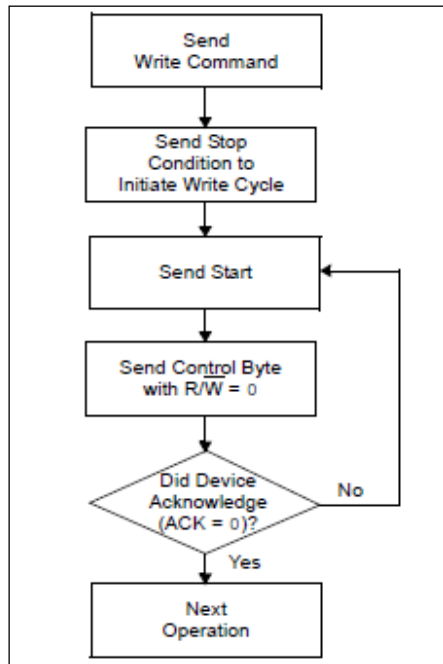 Send
Write Command
Send Stop
Condition to
Initiate Write Cycle
Send Start
Send Control Byte
with R/W̅ = 0
Did Device
Acknowledge
(ACK = 0)?
No
Yes
Next
Operation